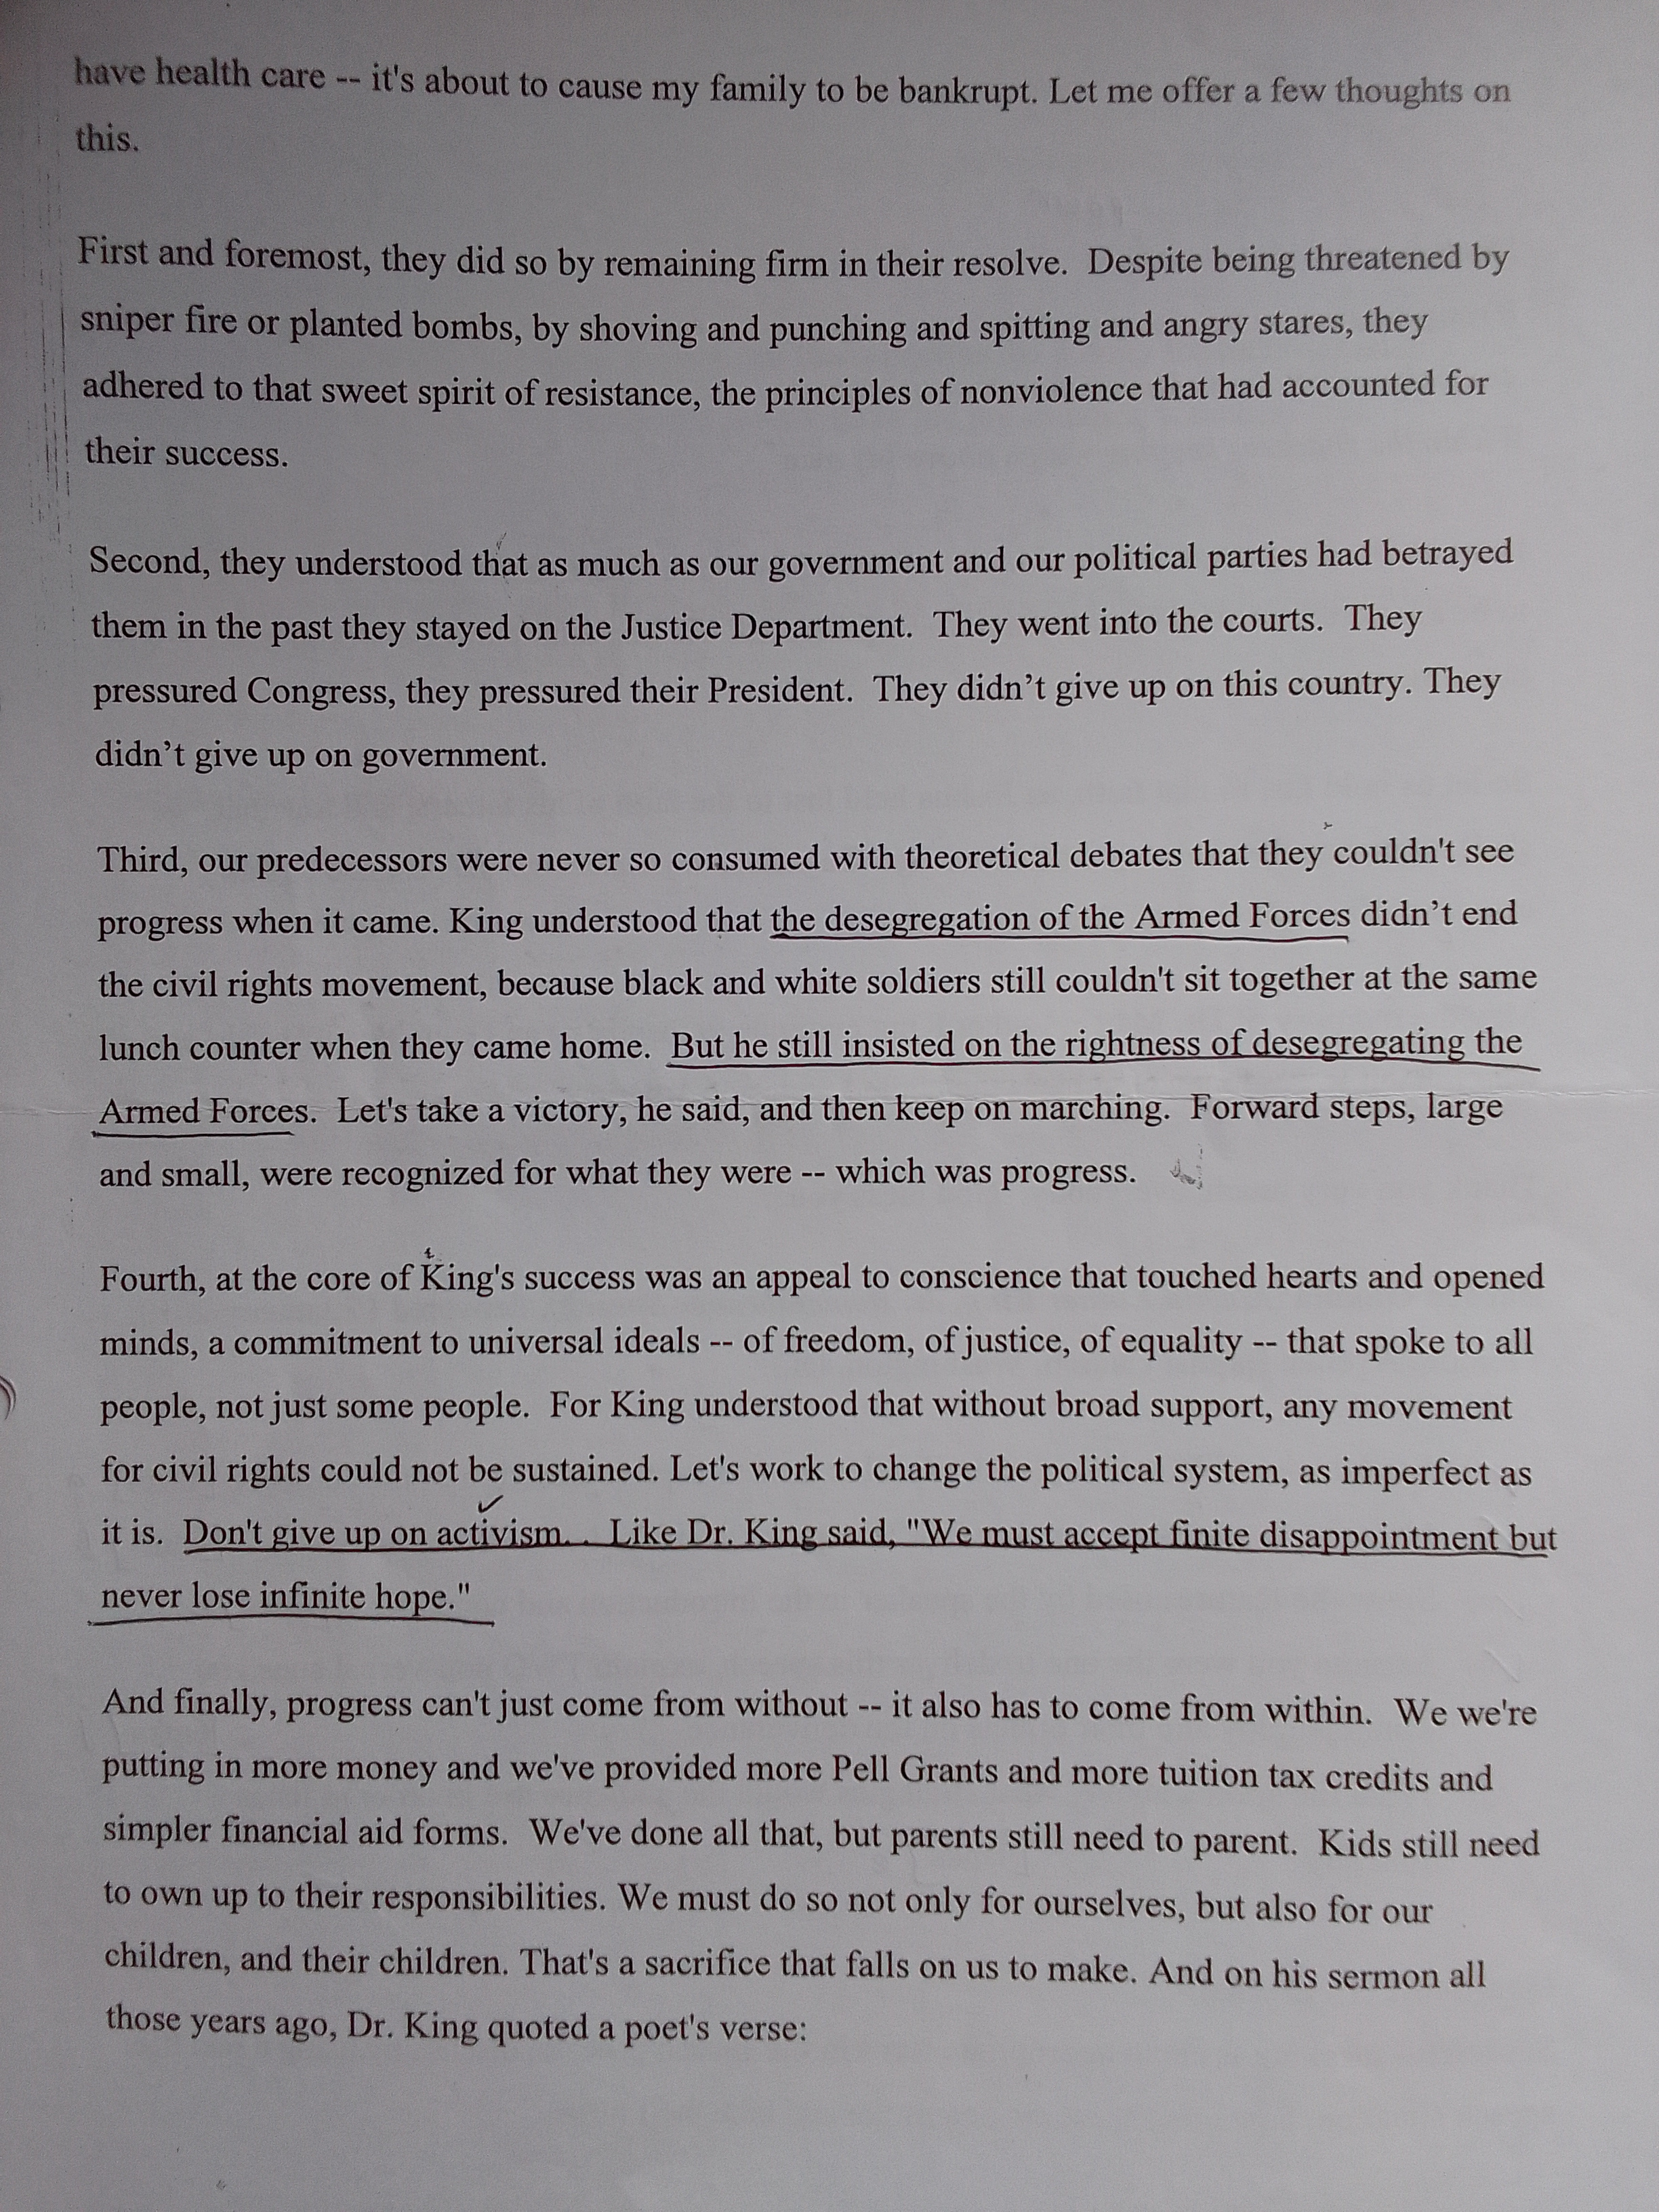 have health care -- it's about to cause my family to be bankrupt. Let me offer a few thoughts on
this.
First and foremost, they did so by remaining firm in their resolve.  Despite being threatened by
sniper fire or planted bombs, by shoving and punching and spitting and angry stares, they
adhered to that sweet spirit of resistance, the principles of nonviolence that had accounted for
their success.
Second, they understood that as much as our government and our political parties had betrayed
them in the past they stayed on the Justice Department.  They went into the courts.  They
pressured Congress, they pressured their President.  They didn’t give up on this country. They
didn’t give up on government.
Third, our predecessors were never so consumed with theoretical debates that they couldn't see
progress when it came. King understood that the desegregation of the Armed Forces didn’t end
the civil rights movement, because black and white soldiers still couldn't sit together at the same
lunch counter when they came home.  But he still insisted on the rightness of desegregating the
Armed Forces.  Let's take a victory, he said, and then keep on marching.  Forward steps, large
and small, were recognized for what they were -- which was progress.
Fourth, at the core of King's success was an appeal to conscience that touched hearts and opened
minds, a commitment to universal ideals -- of freedom, of justice, of equality -- that spoke to all
people, not just some people.  For King understood that without broad support, any movement
for civil rights could not be sustained. Let's work to change the political system, as imperfect as
it is.  Don't give up on activism. .  Like Dr. King said, "We must accept finite disappointment but
never lose infinite hope."
And finally, progress can't just come from without -- it also has to come from within.  We we're
putting in more money and we've provided more Pell Grants and more tuition tax credits and
simpler financial aid forms.  We've done all that, but parents still need to parent.  Kids still need
to own up to their responsibilities. We must do so not only for ourselves, but also for our
children, and their children. That's a sacrifice that falls on us to make. And on his sermon all
those years ago, Dr. King quoted a poet's verse: